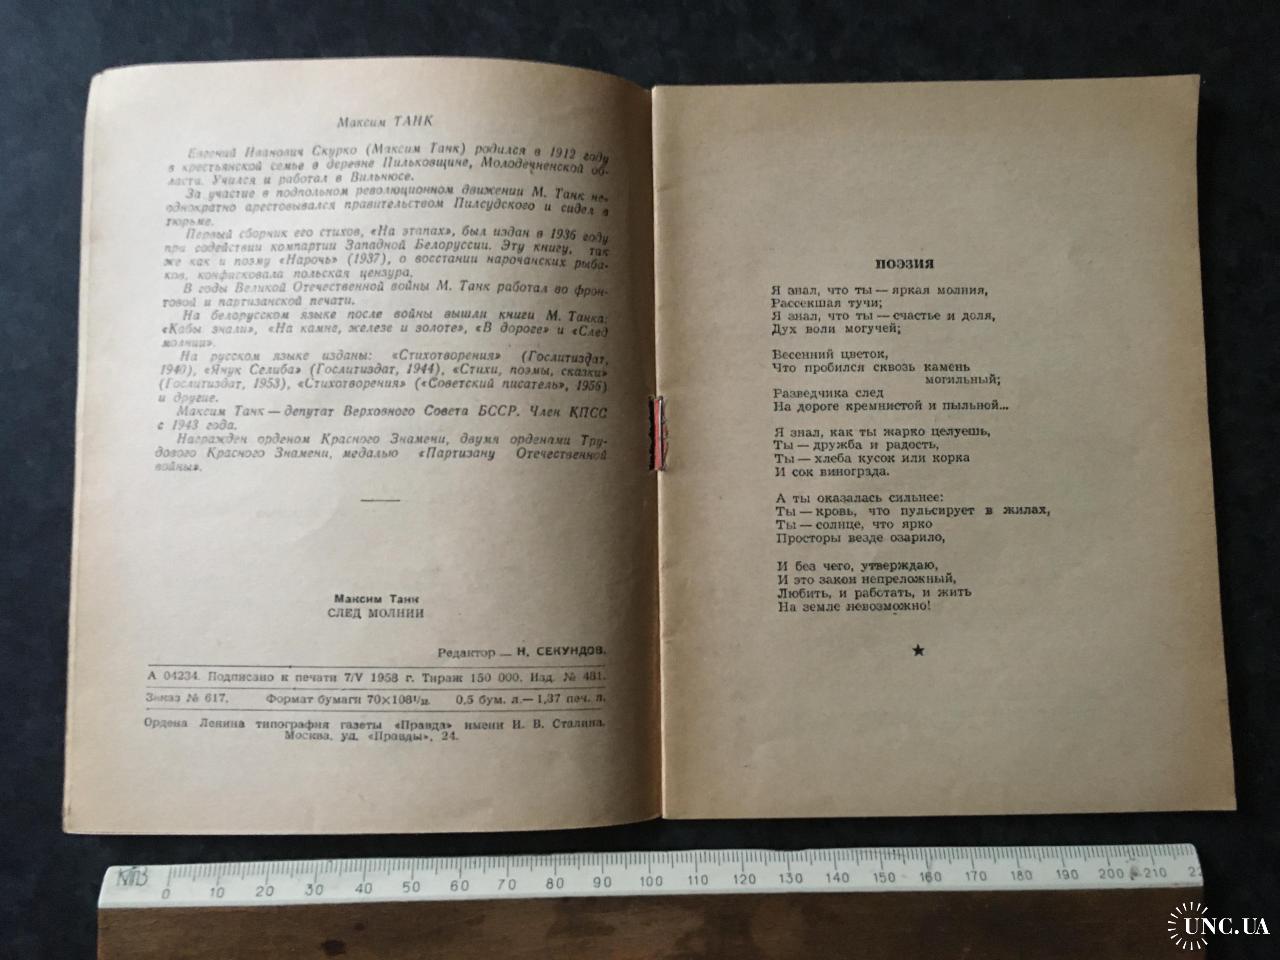 Максим ТАНК
Евгений Иванович Скурко (Максим Танк) родился в 1912 году
в крестьянской семье в деревне Пильковщине, Молодечненской об-
ласти. Учился и работал в Вильнюсе.
За участие в подпольном революционном движении М. Танк не-
однократно арестовывался правительством Пилсудского и сидел в
тюрьме.
Первый сборник его стихов, «На этапах», был издан в 1936 году
при содействии компартии Западной Белоруссии. Эту книгу, так
же как и поэму «Нарочь» (1937), о восстании нарочанских рыба-
ков, конфисковала польская цензура.
В годы Великой Отечественной войны М. Танк работал во фрон-
товой и партизанской печати.
На белорусском языке после войны вышли книги М. Танка:
«Кабы знали», «На камне, железе и золоте», «В дороге» и «След
молнии».
На русском языке изданы: «Стихотворения» (Гослитиздат,
1940), «Янук Селиба» (Гослитиздат, 1944), «Стихи, поэмы, сказки»
(Гослитиздат, 1953), «Стихотворения» («Советский писатель», 1956)
и другие.
Максим Танк — депутат Верховного Совета БССР. Член КПСС
с 1943 года.
Награжден орденом Красного Знамени, двумя орденами Тру-
дового Красного Знамени, медалью «Партизану Отечественной
войны».
Максим Танк
СЛЕД МОЛНИИ
Редактор — Н. СЕКУНДОВ.
А 04234. Подписано к печати 7/V 1958 г. Тираж 150 000. Изд. № 481.
Заказ № 617. Формат бумаги 70×108¹/₃₂. 0,5 бум. л.— 1,37 печ. л.
Ордена Ленина типография газеты «Правда» имени И. В. Сталина.
Москва, ул. «Правды», 24.
ПОЭЗИЯ
Я знал, что ты — яркая молния,
Рассекшая тучи;
Я знал, что ты — счастье и доля,
Дух воли могучей;
Весенний цветок,
Что пробился сквозь камень
могильный;
Разведчика след
На дороге кремнистой и пыльной...
Я знал, как ты жарко целуешь,
Ты — дружба и радость,
Ты — хлеба кусок или корка
И сок винограда.
А ты оказалась сильнее:
Ты — кровь, что пульсирует в жилах,
Ты — солнце, что ярко
Просторы везде озарило,
И без чего, утверждаю,
И это закон непреложный,
Любить, и работать, и жить
На земле невозможно!
★
0 10 20 30 40 50 60 70 80 90 100 110 120 130 140 150 160 170 180 190 200 210
UNC.UA